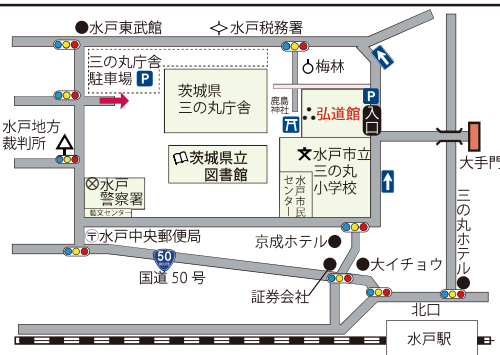 水戸東武館
水戸税務署
三の丸庁舎
駐車場 P
梅林
茨城県
三の丸庁舎
鹿島
神社
P
弘道館
入口
水戸地方
裁判所
大手門
茨城県立
図書館
水戸市立
三の丸
小学校
水戸
警察署
水戸市民
センター
藝文センター
三の丸ホテル
水戸中央郵便局
京成ホテル
50
国道50号
大イチョウ
証券会社
北口
水戸駅